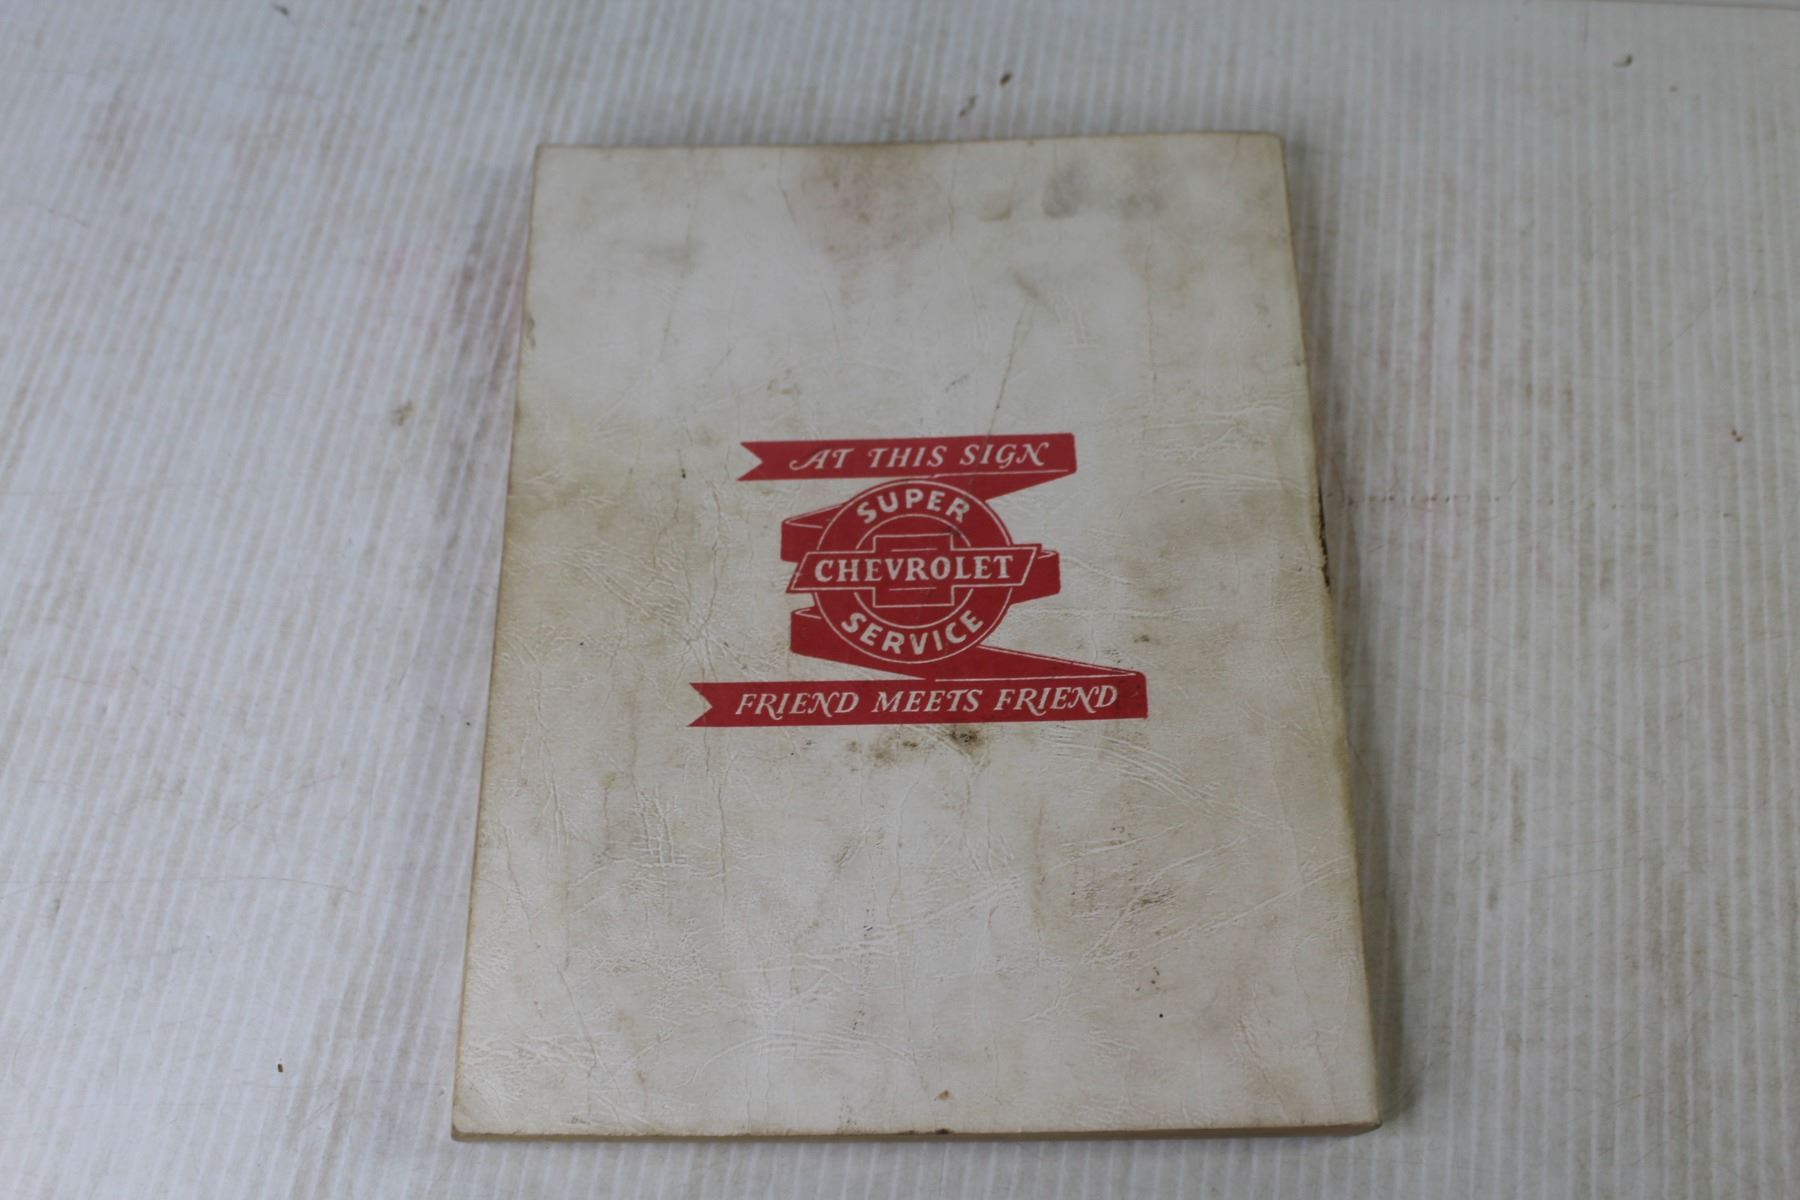 AT THIS SIGN
SUPER
CHEVROLET
SERVICE
FRIEND MEETS FRIEND